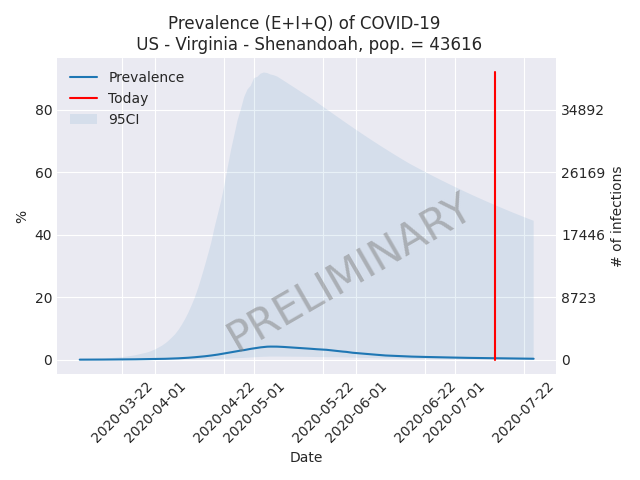 Prevalence (E+I+Q) of COVID-19
US - Virginia - Shenandoah, pop. = 43616
Prevalence
Today
95CI
80
60
40
20
0
%
34892
26169
17446
8723
0
# of infections
PRELIMINARY
2020-03-22
2020-04-01
2020-04-22
2020-05-01
2020-05-22
2020-06-01
2020-06-22
2020-07-01
2020-07-22
Date